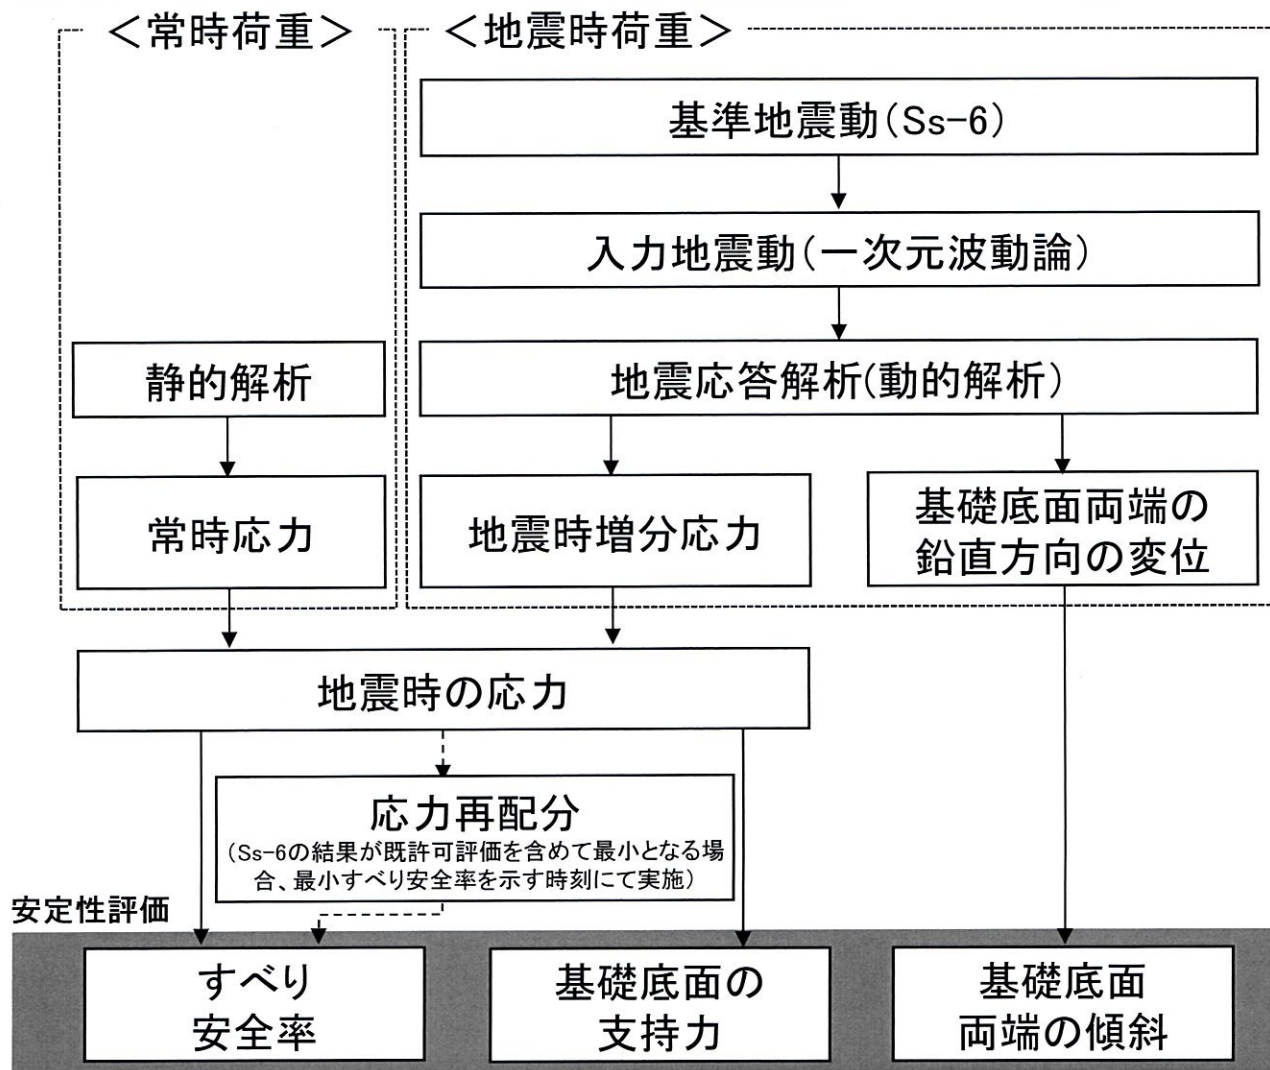 ＜常時荷重＞
＜地震時荷重＞
基準地震動(Ss-6)
入力地震動(一次元波動論)
静的解析
地震応答解析(動的解析)
常時応力
地震時増分応力
基礎底面両端の
鉛直方向の変位
地震時の応力
応力再配分
(Ss-6の結果が既許可評価を含めて最小となる場
合、最小すべり安全率を示す時刻にて実施)
安定性評価
すべり
安全率
基礎底面の
支持力
基礎底面
両端の傾斜